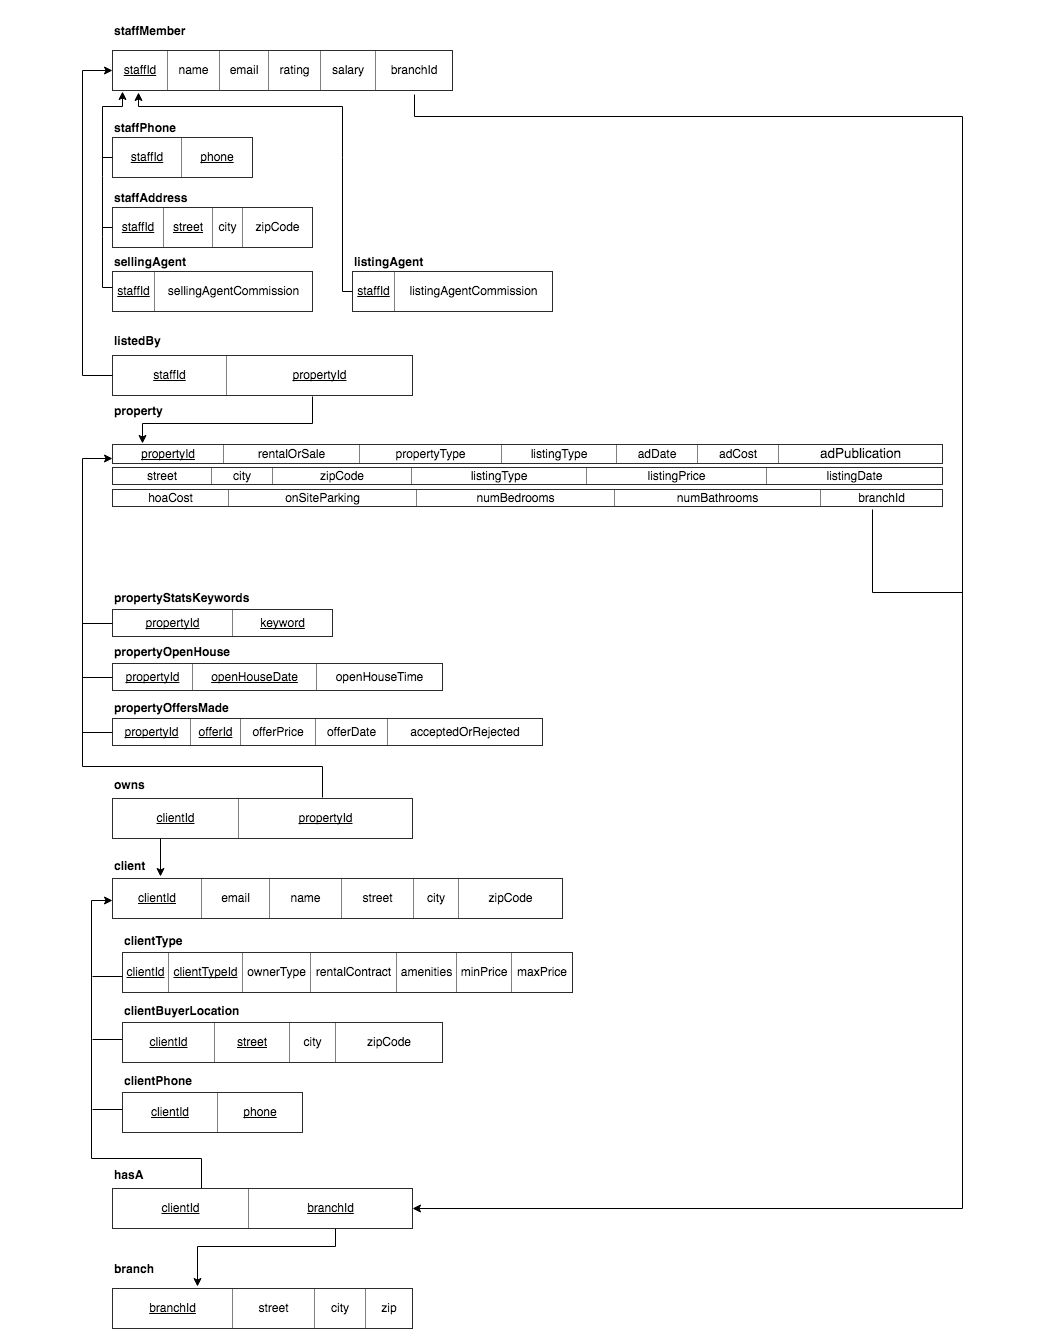 staffMember
staffId name email rating salary branchId
staffPhone
staffId phone
staffAddress
staffId street city zipCode
sellingAgent listingAgent
staffId sellingAgentCommission staffId listingAgentCommission
listedBy
staffId propertyId
property
propertyId rentalOrSale propertyType listingType adDate adCost adPublication
street city zipCode listingType listingPrice listingDate
hoaCost onSiteParking numBedrooms numBathrooms branchId
propertyStatsKeywords
propertyId keyword
propertyOpenHouse
propertyId openHouseDate openHouseTime
propertyOffersMade
propertyId offerId offerPrice offerDate acceptedOrRejected
owns
clientId propertyId
client
clientId email name street city zipCode
clientType
clientId clientTypeId ownerType rentalContract amenities minPrice maxPrice
clientBuyerLocation
clientId street city zipCode
clientPhone
clientId phone
hasA
clientId branchId
branch
branchId street city zip